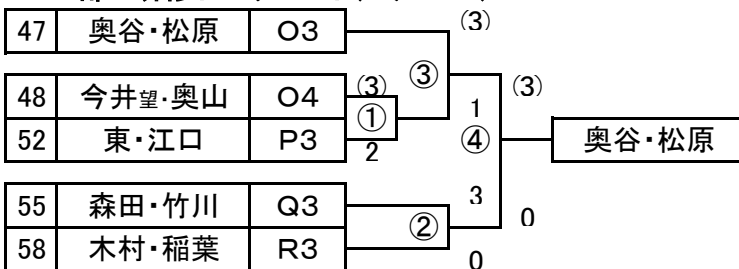 47 奥谷・松原 O3 (3)
③ (3)
48 今井望・奥山 O4 (3)
① 1
52 東・江口 P3 2
④ 奥谷・松原
55 森田・竹川 Q3 3
② 0
58 木村・稲葉 R3 0